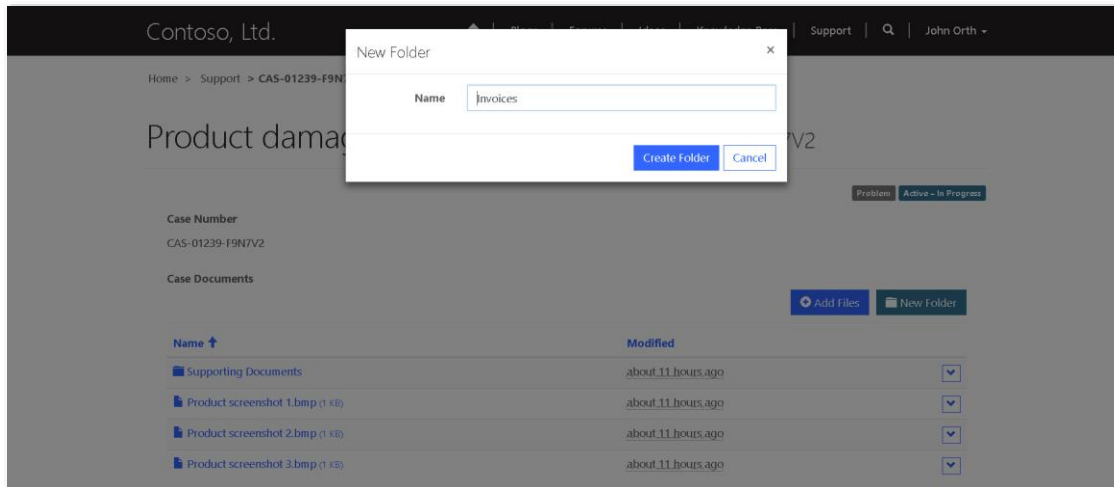 Contoso, Ltd.
Support | John Orth
New Folder ×
Home > Support > CAS-01239-F9N
Name Invoices
Product damag
7V2
Create Folder Cancel
Problem Active – In Progress
Case Number
CAS-01239-F9N7V2
Case Documents
Add Files New Folder
Name Modified
Supporting Documents about 11 hours ago
Product screenshot 1.bmp (1 KB) about 11 hours ago
Product screenshot 2.bmp (1 KB) about 11 hours ago
Product screenshot 3.bmp (1 KB) about 11 hours ago